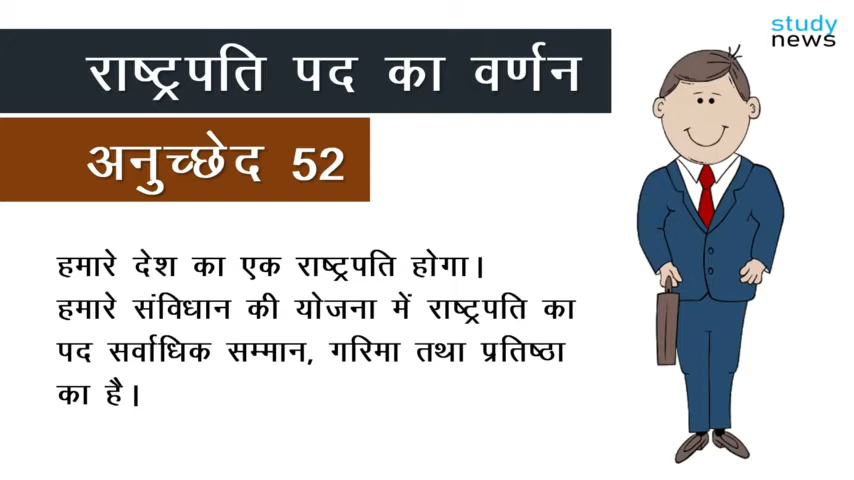 study
news
राष्ट्रपति पद का वर्णन
अनुच्छेद 52
हमारे देश का एक राष्ट्रपति होगा।
हमारे संविधान की योजना में राष्ट्रपति का
पद सर्वाधिक सम्मान, गरिमा तथा प्रतिष्ठा
का है।